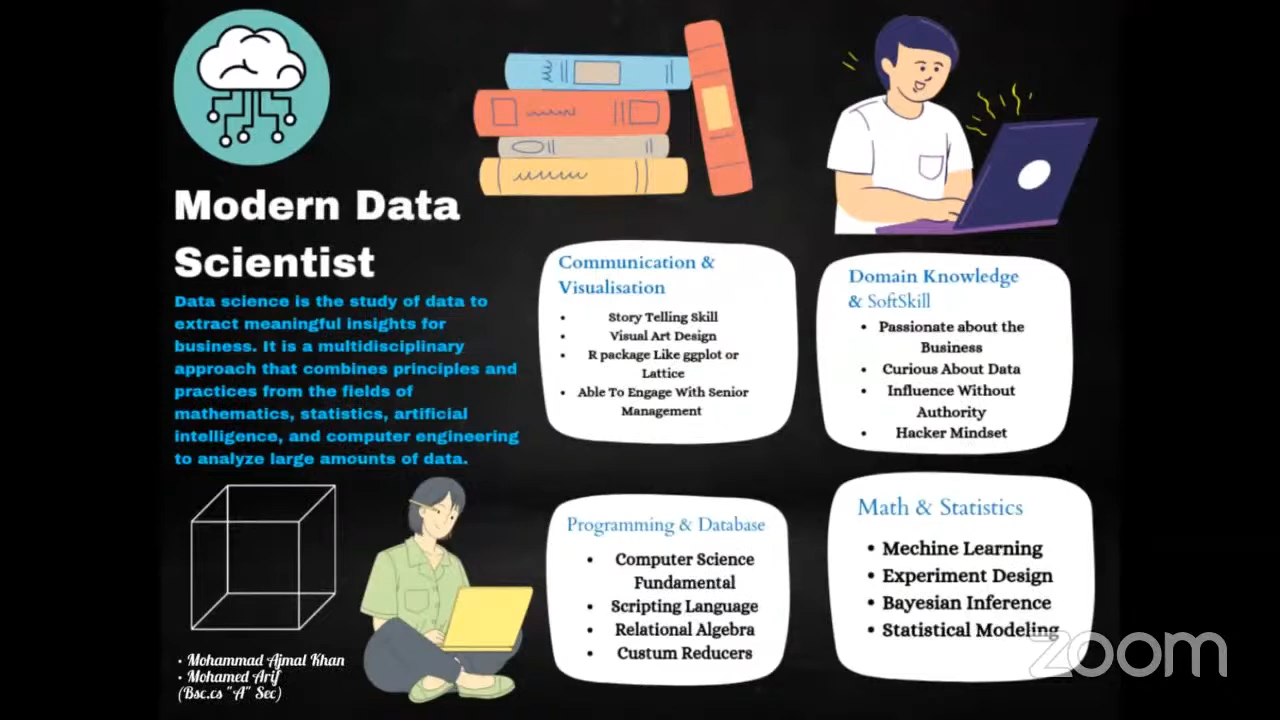 Modern Data
Scientist
Data science is the study of data to
extract meaningful insights for
business. It is a multidisciplinary
approach that combines principles and
practices from the fields of
mathematics, statistics, artificial
intelligence, and computer engineering
to analyze large amounts of data.
• Mohammad Ajmal Khan
• Mohamed Arif
(Bsc.cs "A" Sec)
Communication &
Visualisation
• Story Telling Skill
• Visual Art Design
• R package Like ggplot or
Lattice
• Able To Engage With Senior
Management
Domain Knowledge
& SoftSkill
• Passionate about the
Business
• Curious About Data
• Influence Without
Authority
• Hacker Mindset
Programming & Database
• Computer Science
Fundamental
• Scripting Language
• Relational Algebra
• Custum Reducers
Math & Statistics
• Mechine Learning
• Experiment Design
• Bayesian Inference
• Statistical Modeling
zoom